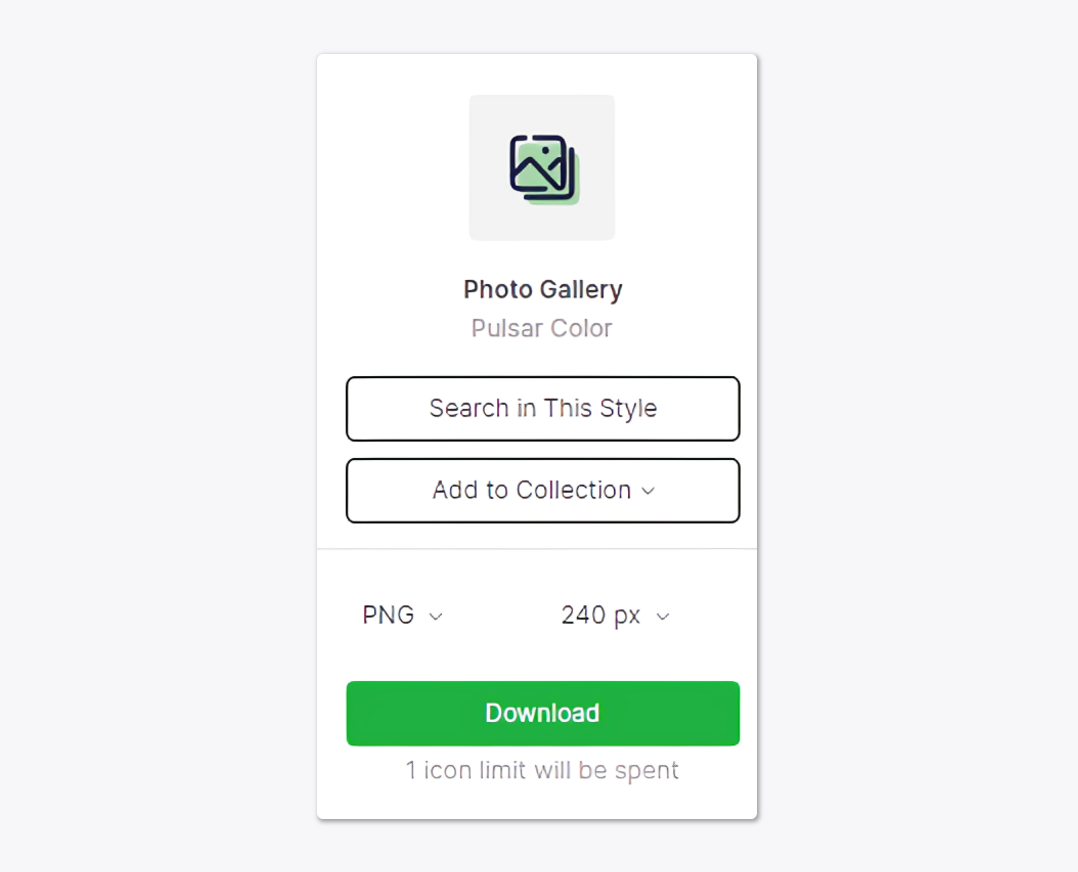 Photo Gallery
Pulsar Color
Search in This Style
Add to Collection
PNG
240 px
Download
1 icon limit will be spent